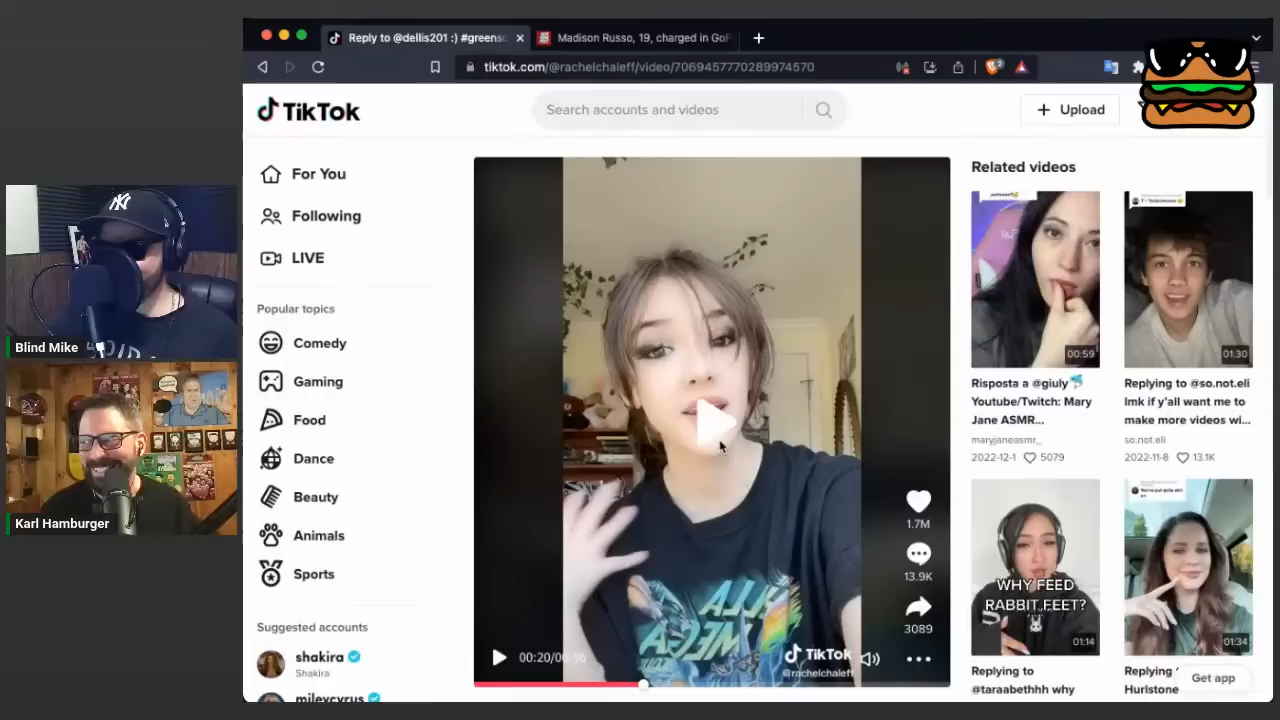 Reply to @dellis201 :) #greensc
Madison Russo, 19, charged in GoF
tiktok.com/@rachelchaleff/video/7069457770289974570
2
TikTok
Search accounts and videos
Upload
For You
Following
LIVE
Popular topics
Comedy
Gaming
Food
Dance
Beauty
Animals
Sports
Suggested accounts
shakira
Shakira
mileycyrus
Blind Mike
Karl Hamburger
1.7M
13.9K
3089
00:20/00:56
TikTok
@rachelchaleff
Related videos
00:59
Risposta a @giuly
Youtube/Twitch: Mary
Jane ASMR...
maryjaneasmr_
2022-12-1 5079
01:30
Replying to @so.not.eli
lmk if y'all want me to
make more videos wi...
so.not.eli
2022-11-8 13.1K
WHY FEED
RABBIT FEET?
01:14
Replying to
@taraabethhh why
01:34
Replying
Hurlstone
Get app